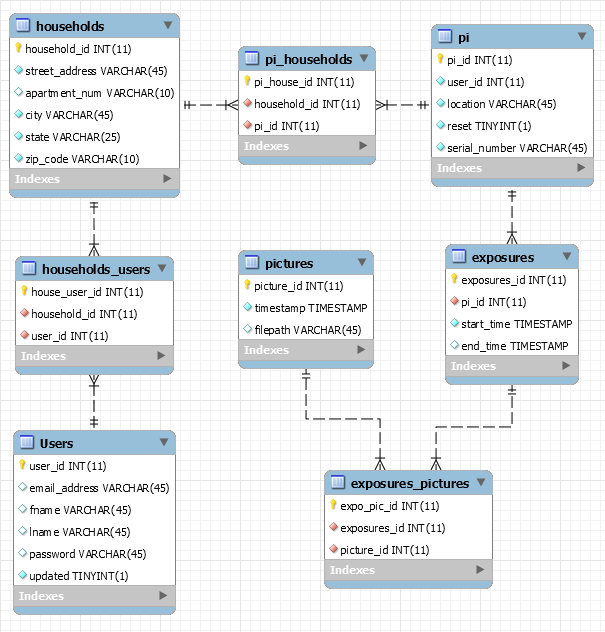 households
household_id INT(11)
street_address VARCHAR(45)
apartment_num VARCHAR(10)
city VARCHAR(45)
state VARCHAR(25)
zip_code VARCHAR(10)
Indexes
pi_households
pi_house_id INT(11)
household_id INT(11)
pi_id INT(11)
Indexes
pi
pi_id INT(11)
user_id INT(11)
location VARCHAR(45)
reset TINYINT(1)
serial_number VARCHAR(45)
Indexes
households_users
house_user_id INT(11)
household_id INT(11)
user_id INT(11)
Indexes
pictures
picture_id INT(11)
timestamp TIMESTAMP
filepath VARCHAR(45)
Indexes
exposures
exposures_id INT(11)
pi_id INT(11)
start_time TIMESTAMP
end_time TIMESTAMP
Indexes
Users
user_id INT(11)
email_address VARCHAR(45)
fname VARCHAR(45)
lname VARCHAR(45)
password VARCHAR(45)
updated TINYINT(1)
Indexes
exposures_pictures
expo_pic_id INT(11)
exposures_id INT(11)
picture_id INT(11)
Indexes